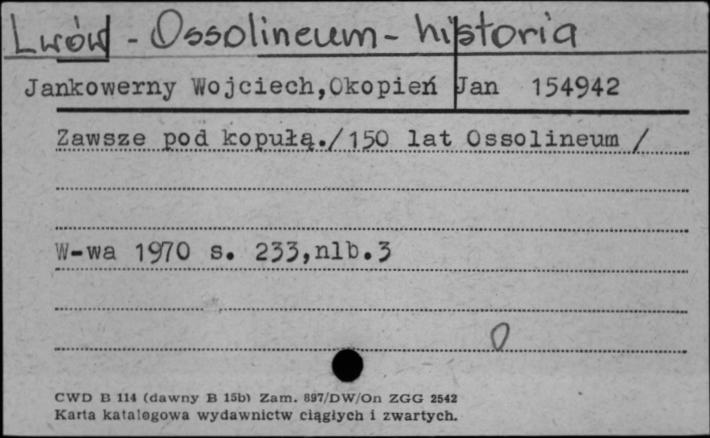 Lwów - Ossolineum - historia
Jankowerny Wojciech,Okopień Jan 154942
Zawsze pod kopułą./150 lat Ossolineum /
W-wa 1970 s. 233,nlb.3
0
CWD B 114 (dawny B 15b) Zam. 897/DW/On ZGG 2542
Karta katalogowa wydawnictw ciągłych i zwartych.